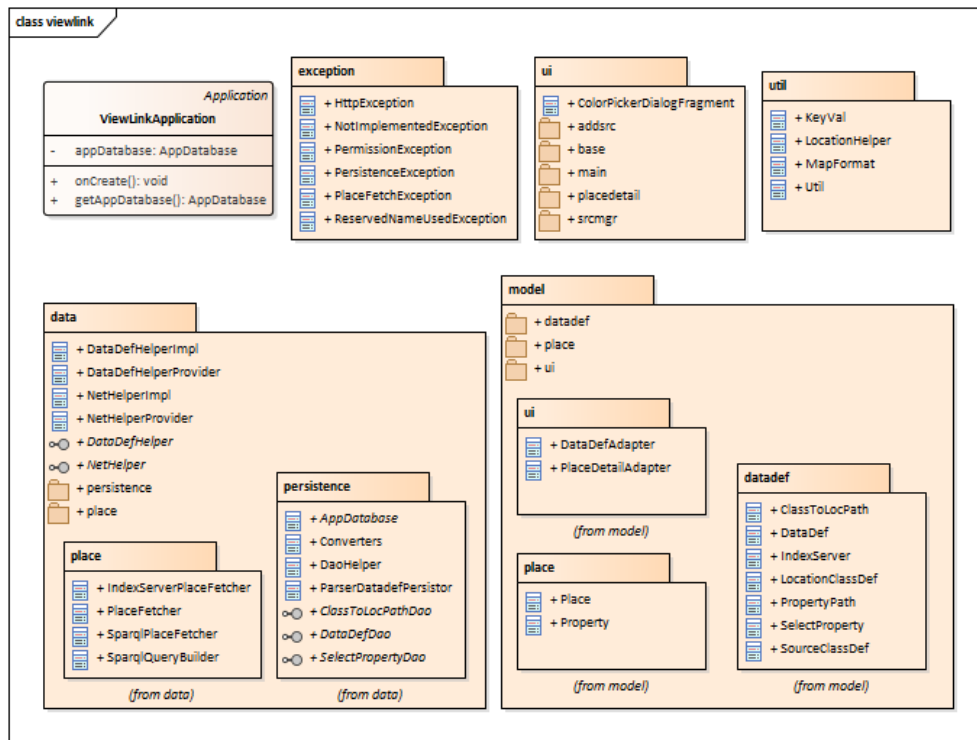 class viewlink
Application
ViewLinkApplication
- appDatabase: AppDatabase
+ onCreate(): void
+ getAppDatabase(): AppDatabase
exception
+ HttpException
+ NotImplementedException
+ PermissionException
+ PersistenceException
+ PlaceFetchException
+ ReservedNameUsedException
ui
+ ColorPickerDialogFragment
+ addsrc
+ base
+ main
+ placedetail
+ srcmgr
util
+ KeyVal
+ LocationHelper
+ MapFormat
+ Util
data
+ DataDefHelperImpl
+ DataDefHelperProvider
+ NetHelperImpl
+ NetHelperProvider
+ DataDefHelper
+ NetHelper
+ persistence
+ place
place
+ IndexServerPlaceFetcher
+ PlaceFetcher
+ SparqlPlaceFetcher
+ SparqlQueryBuilder
(from data)
persistence
+ AppDatabase
+ Converters
+ DaoHelper
+ ParserDatadefPersistor
+ ClassToLocPathDao
+ DataDefDao
+ SelectPropertyDao
(from data)
model
+ datadef
+ place
+ ui
ui
+ DataDefAdapter
+ PlaceDetailAdapter
(from model)
place
+ Place
+ Property
(from model)
datadef
+ ClassToLocPath
+ DataDef
+ IndexServer
+ LocationClassDef
+ PropertyPath
+ SelectProperty
+ SourceClassDef
(from model)